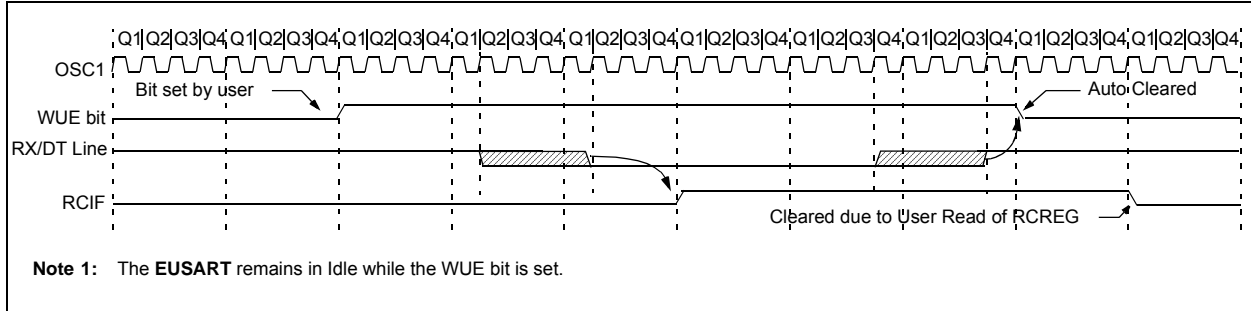 Q1 Q2 Q3 Q4 Q1 Q2 Q3 Q4 Q1 Q2 Q3 Q4 Q1 Q2 Q3 Q4 Q1 Q2 Q3 Q4 Q1 Q2 Q3 Q4 Q1 Q2 Q3 Q4 Q1 Q2 Q3 Q4 Q1 Q2 Q3 Q4 Q1 Q2 Q3 Q4
OSC1
Bit set by user
Auto Cleared
WUE bit
RX/DT Line
RCIF
Cleared due to User Read of RCREG
Note 1: The EUSART remains in Idle while the WUE bit is set.